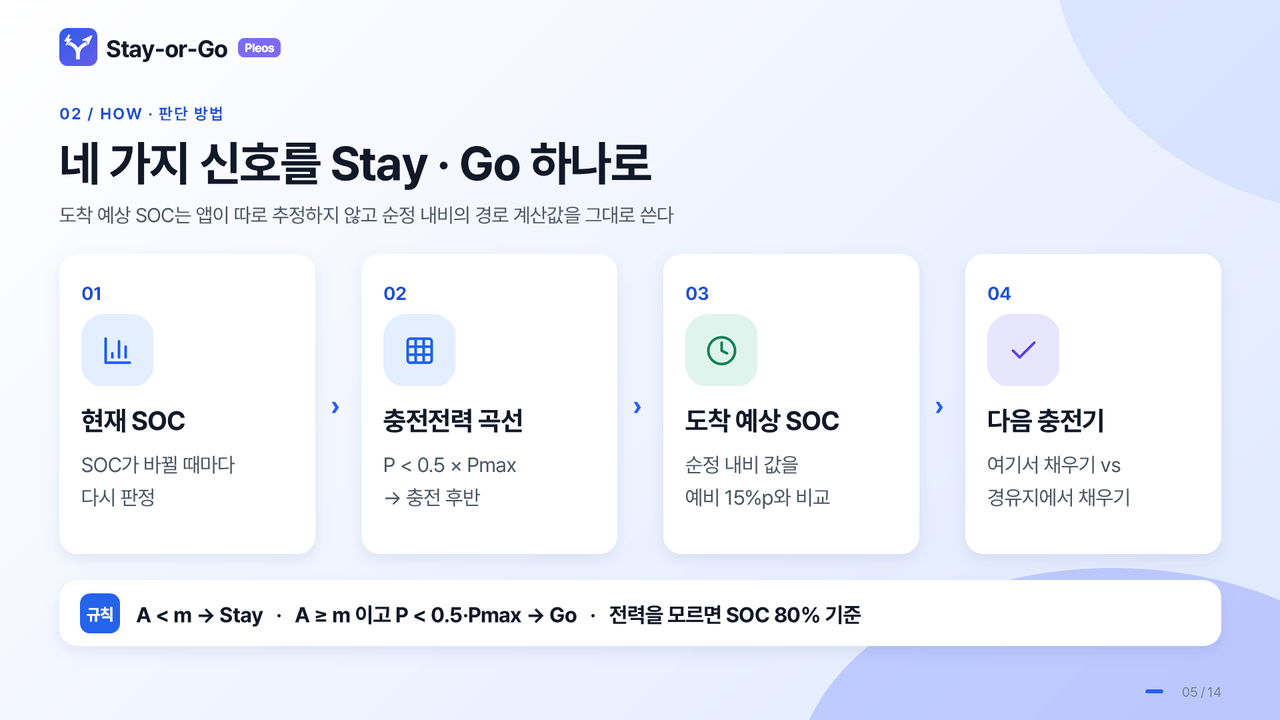 Stay-or-Go Pleos
02 / HOW · 판단 방법
네 가지 신호를 Stay · Go 하나로
도착 예상 SOC는 앱이 따로 추정하지 않고 순정 내비의 경로 계산값을 그대로 쓴다
01
현재 SOC
SOC가 바뀔 때마다
다시 판정
›
02
충전전력 곡선
P < 0.5 × Pmax
→ 충전 후반
›
03
도착 예상 SOC
순정 내비 값을
예비 15%p와 비교
›
04
다음 충전기
여기서 채우기 vs
경유지에서 채우기
규칙 A < m → Stay · A ≥ m 이고 P < 0.5·Pmax → Go · 전력을 모르면 SOC 80% 기준
05 / 14